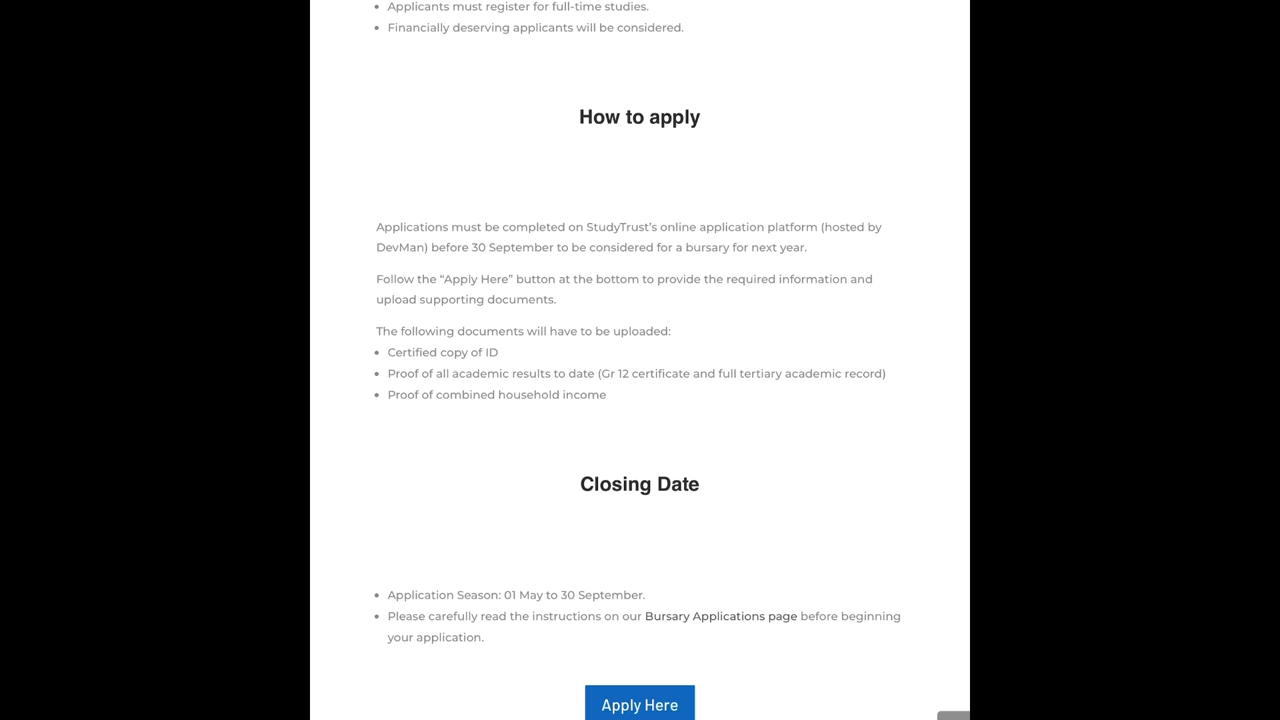 Applicants must register for full-time studies.
Financially deserving applicants will be considered.
How to apply
Applications must be completed on StudyTrust’s online application platform (hosted by
DevMan) before 30 September to be considered for a bursary for next year.
Follow the “Apply Here” button at the bottom to provide the required information and
upload supporting documents.
The following documents will have to be uploaded:
Certified copy of ID
Proof of all academic results to date (Gr 12 certificate and full tertiary academic record)
Proof of combined household income
Closing Date
Application Season: 01 May to 30 September.
Please carefully read the instructions on our Bursary Applications page before beginning
your application.
Apply Here